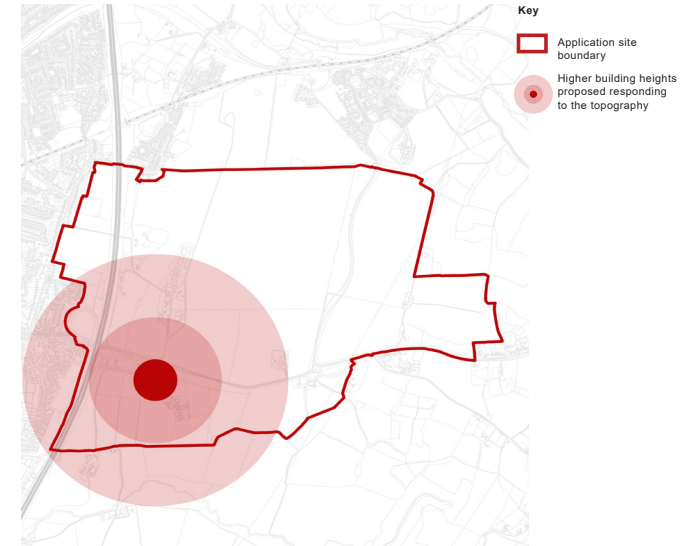 Key
Application site
boundary
Higher building heights
proposed responding
to the topography